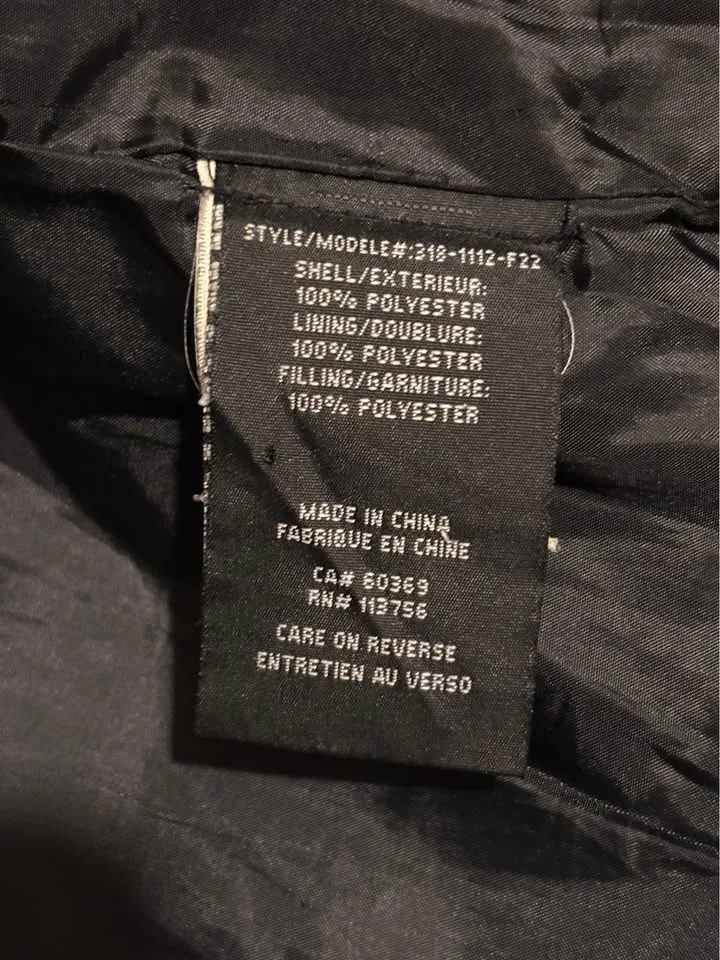 STYLE/MODELE#:318-1112-F22
SHELL/EXTERIEUR:
100% POLYESTER
LINING/DOUBLURE:
100% POLYESTER
FILLING/GARNITURE:
100% POLYESTER
MADE IN CHINA
FABRIQUE EN CHINE
CA# 60369
RN# 113756
CARE ON REVERSE
ENTRETIEN AU VERSO